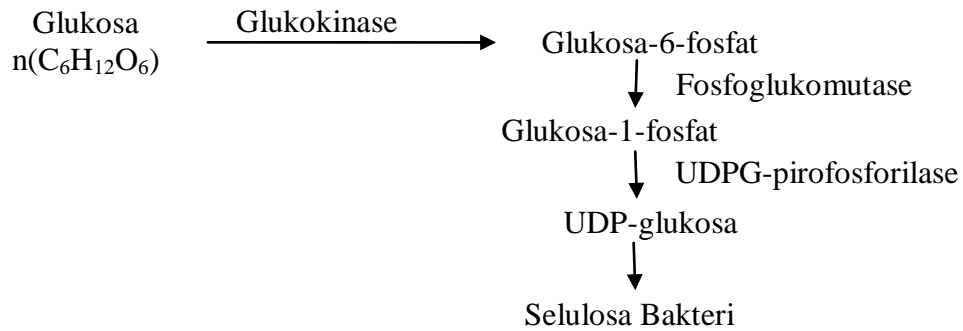 Glukosa
n(C₆H₁₂O₆)
Glukokinase
Glukosa-6-fosfat
Fosfoglukomutase
Glukosa-1-fosfat
UDPG-pirofosforilase
UDP-glukosa
Selulosa Bakteri